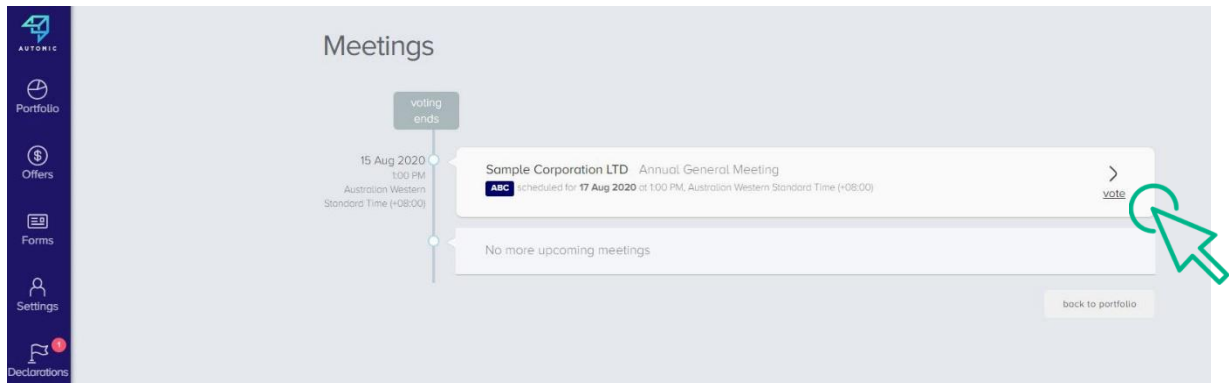 AUTOMIC
Portfolio
Offers
Forms
Settings
1
Declarations
Meetings
voting
ends
15 Aug 2020
1:00 PM
Australian Western
Standard Time (+08:00)
Sample Corporation LTD Annual General Meeting
ABC scheduled for 17 Aug 2020 at 1:00 PM, Australian Western Standard Time (+08:00)
vote
No more upcoming meetings
back to portfolio